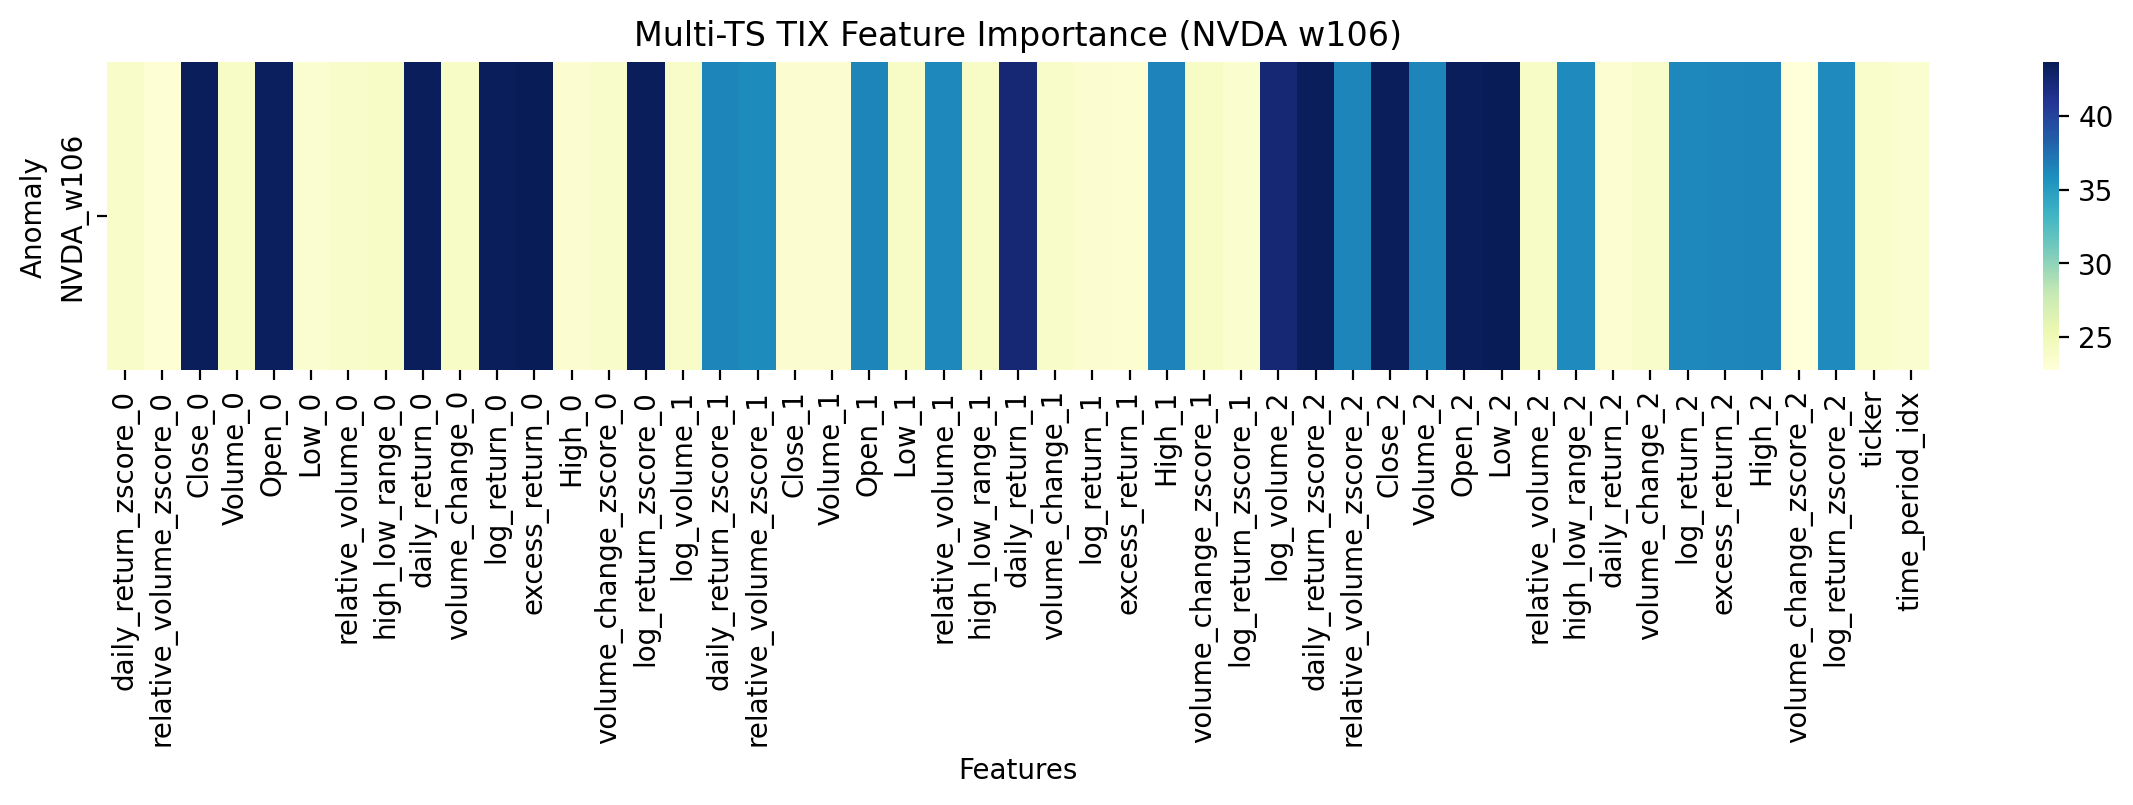 Multi-TS TIX Feature Importance (NVDA w106)
Anomaly
NVDA_w106
40
35
30
25
daily_return_zscore_0
relative_volume_zscore_0
Close_0
Volume_0
Open_0
Low_0
relative_volume_0
high_low_range_0
daily_return_0
volume_change_0
log_return_0
excess_return_0
High_0
volume_change_zscore_0
log_return_zscore_0
log_volume_1
daily_return_zscore_1
relative_volume_zscore_1
Close_1
Volume_1
Open_1
Low_1
relative_volume_1
high_low_range_1
daily_return_1
volume_change_1
log_return_1
excess_return_1
High_1
volume_change_zscore_1
log_return_zscore_1
log_volume_2
daily_return_zscore_2
relative_volume_zscore_2
Close_2
Volume_2
Open_2
Low_2
relative_volume_2
high_low_range_2
daily_return_2
volume_change_2
log_return_2
excess_return_2
High_2
volume_change_zscore_2
log_return_zscore_2
ticker
time_period_idx
Features